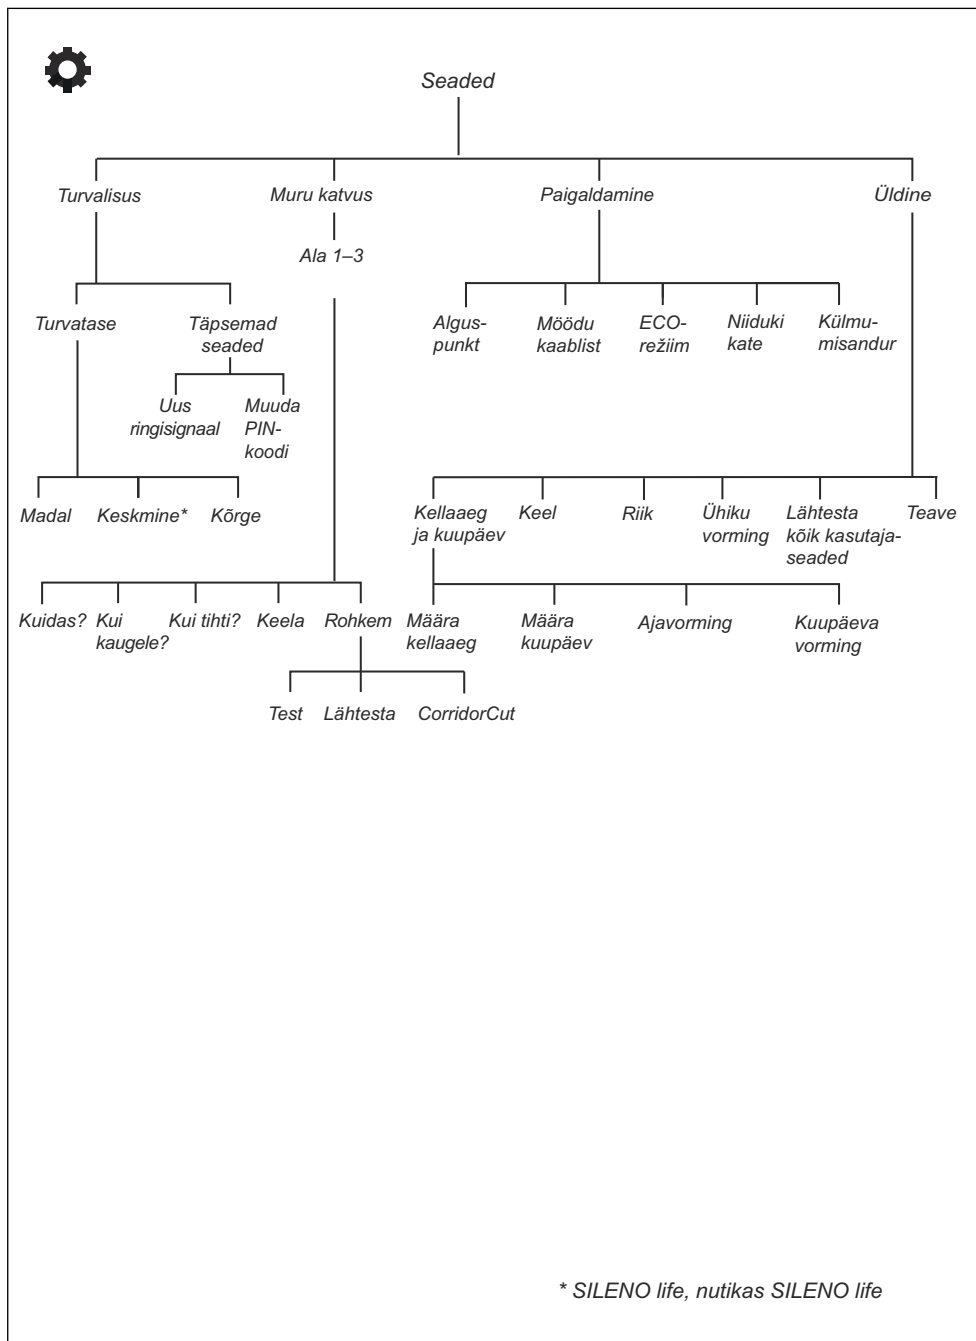 Seaded
Turvalisus
Muru katvus
Paigaldamine
Üldine
Ala 1–3
Turvatase
Täpsemad
seaded
Algus-
punkt
Möödu
kaablist
ECO-
režiim
Niiduki
kate
Külmu-
misandur
Uus
ringisignaal
Muuda
PIN-
koodi
Madal
Keskmine*
Kõrge
Kellaaeg
ja kuupäev
Keel
Riik
Ühiku
vorming
Lähtesta
kõik kasutaja-
seaded
Teave
Kuidas?
Kui
kaugele?
Kui tihti?
Keela
Rohkem
Määra
kellaaeg
Määra
kuupäev
Ajavorming
Kuupäeva
vorming
Test
Lähtesta
CorridorCut
* SILENO life, nutikas SILENO life